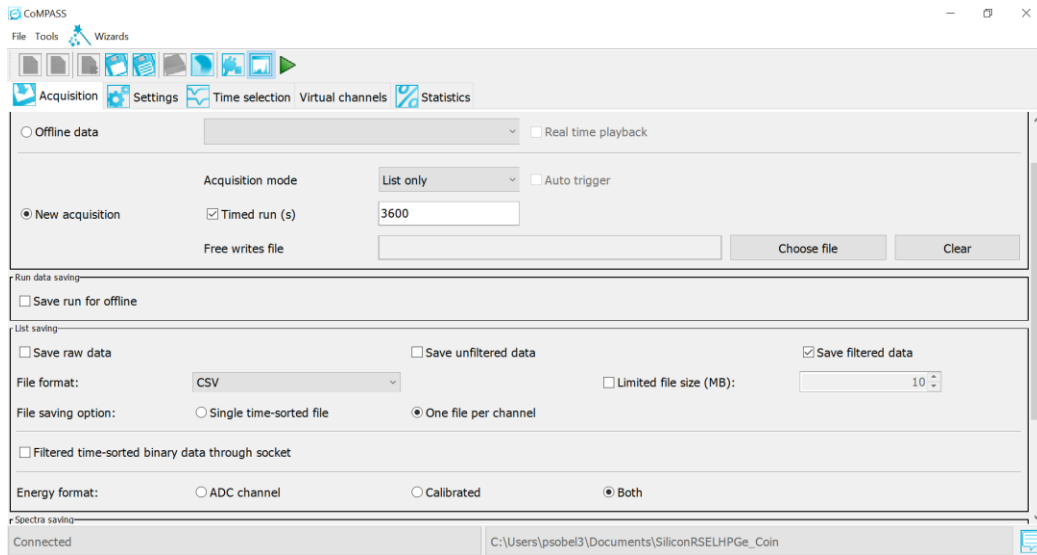 CoMPASS
File Tools Wizards
Acquisition Settings Time selection Virtual channels Statistics
Offline data Real time playback
Acquisition mode List only Auto trigger
New acquisition Timed run (s) 3600
Free writes file Choose file Clear
Run data saving
Save run for offline
List saving
Save raw data Save unfiltered data Save filtered data
File format: CSV Limited file size (MB): 10
File saving option: Single time-sorted file One file per channel
Filtered time-sorted binary data through socket
Energy format: ADC channel Calibrated Both
Spectra saving
Connected C:\Users\psobel3\Documents\SiliconRSELHPGe_Coin